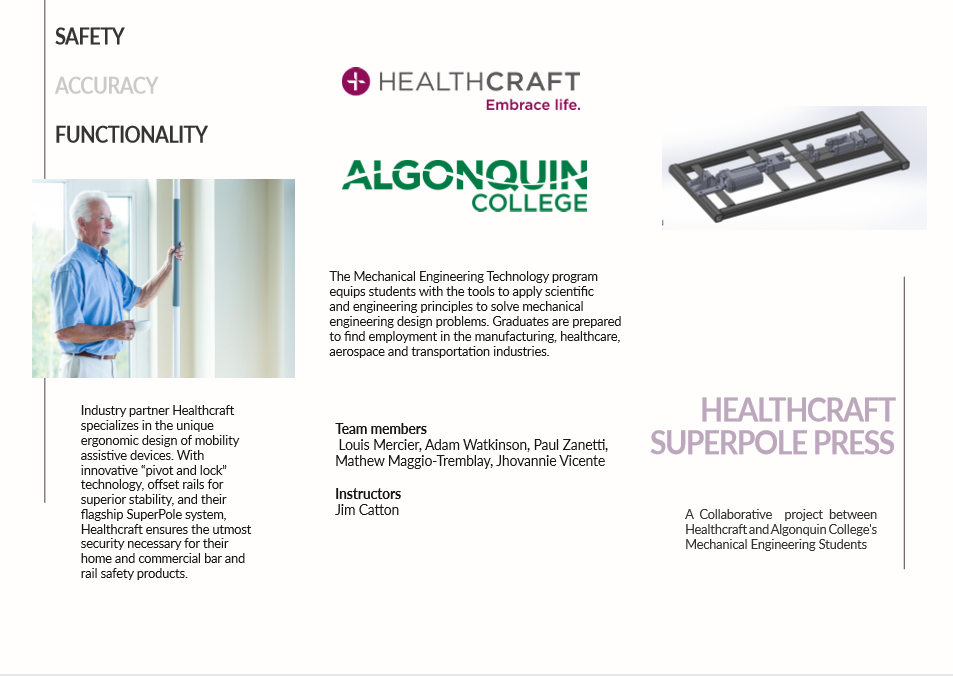 SAFETY
ACCURACY
FUNCTIONALITY
Industry partner Healthcraft
specializes in the unique
ergonomic design of mobility
assistive devices. With
innovative “pivot and lock”
technology, offset rails for
superior stability, and their
flagship SuperPole system,
Healthcraft ensures the utmost
security necessary for their
home and commercial bar and
rail safety products.
HEALTHCRAFT
Embrace life.
ALGONQUIN
COLLEGE
The Mechanical Engineering Technology program
equips students with the tools to apply scientific
and engineering principles to solve mechanical
engineering design problems. Graduates are prepared
to find employment in the manufacturing, healthcare,
aerospace and transportation industries.
Team members
Louis Mercier, Adam Watkinson, Paul Zanetti,
Mathew Maggio-Tremblay, Jhovannie Vicente
Instructors
Jim Catton
HEALTHCRAFT
SUPERPOLE PRESS
A Collaborative project between
Healthcraft and Algonquin College's
Mechanical Engineering Students